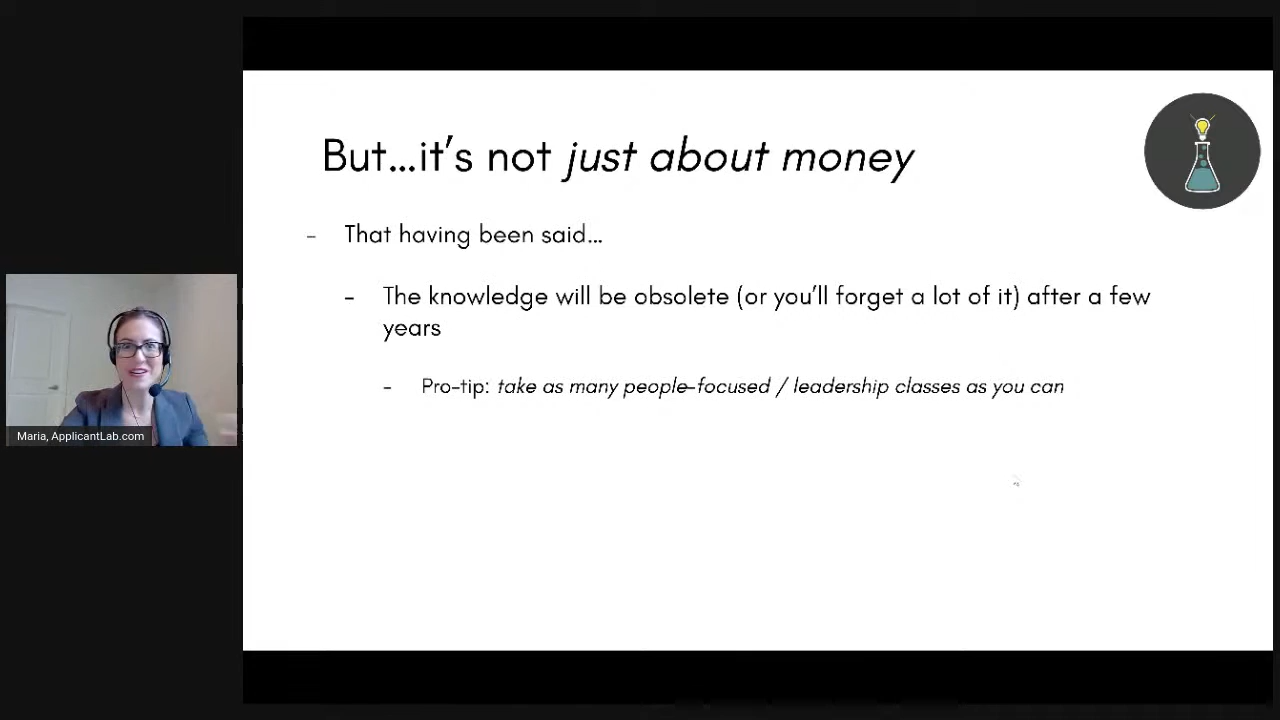 But...it's not just about money
- That having been said...
- The knowledge will be obsolete (or you'll forget a lot of it) after a few
years
- Pro-tip: take as many people-focused / leadership classes as you can
Maria, ApplicantLab.com